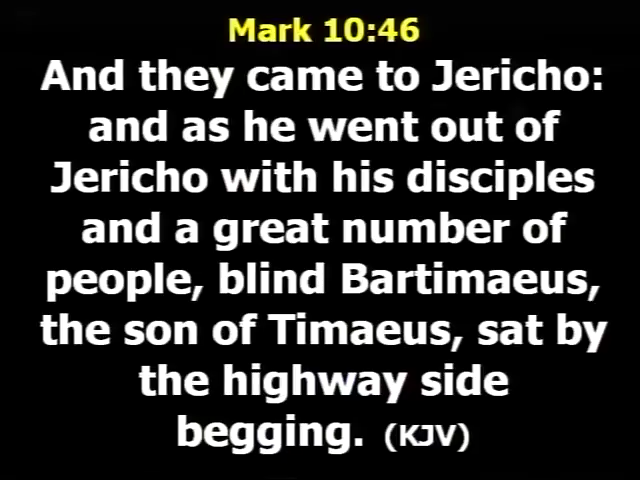 Mark 10:46
And they came to Jericho:
and as he went out of
Jericho with his disciples
and a great number of
people, blind Bartimaeus,
the son of Timaeus, sat by
the highway side
begging. (KJV)